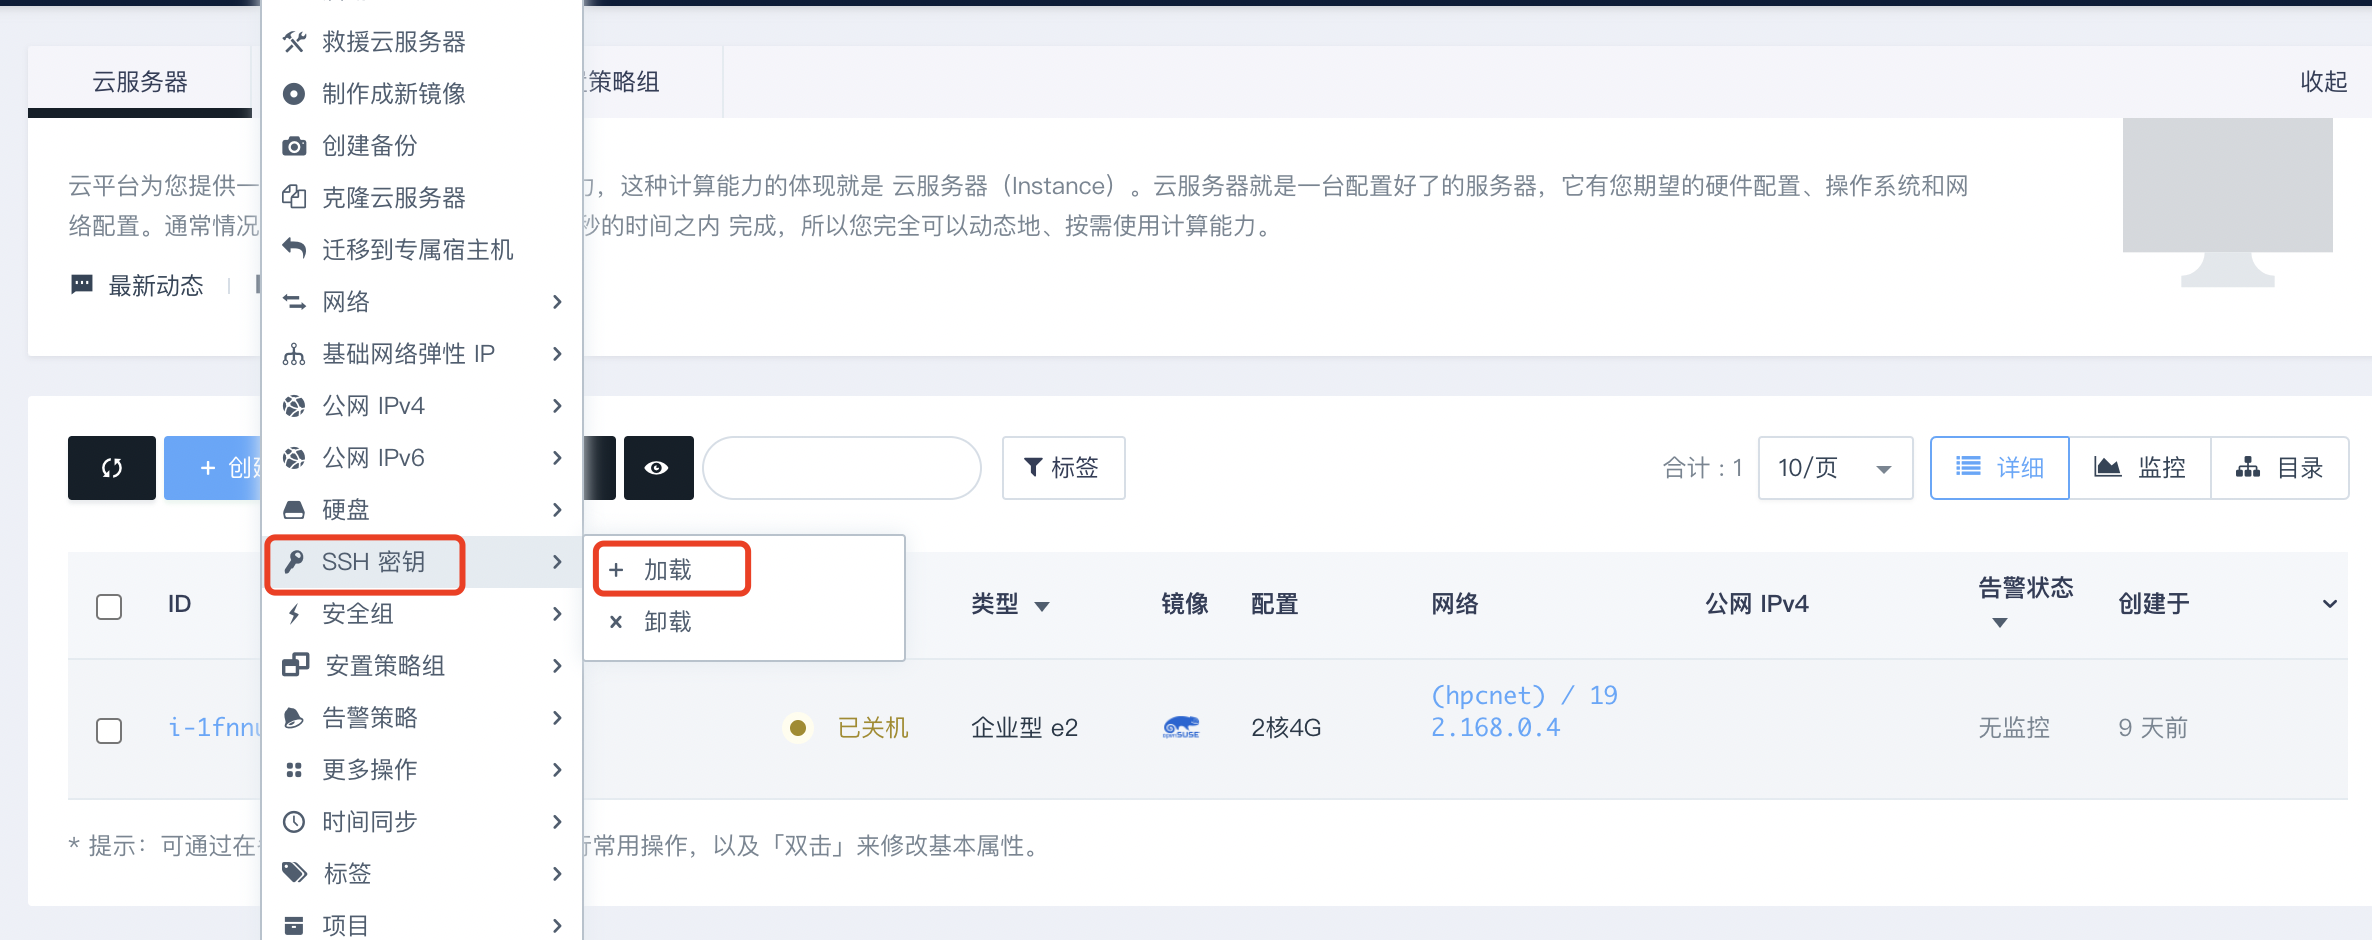 救援云服务器
云服务器
策略组
收起
制作成新镜像
创建备份
云平台为您提供一
，这种计算能力的体现就是 云服务器（Instance）。云服务器就是一台配置好了的服务器，它有您期望的硬件配置、操作系统和网
克隆云服务器
络配置。通常情况
秒的时间之内 完成，所以您完全可以动态地、按需使用计算能力。
迁移到专属宿主机
最新动态
网络
基础网络弹性 IP
公网 IPv4
公网 IPv6
+ 创建
标签
合计 : 1
10/页
详细
监控
目录
硬盘
SSH 密钥
+ 加载
× 卸载
ID
类型
镜像
配置
网络
公网 IPv4
告警状态
创建于
安全组
安置策略组
告警策略
i-1fnnu
已关机
企业型 e2
openSUSE
2核4G
(hpcnet) / 19
2.168.0.4
无监控
9 天前
更多操作
时间同步
* 提示：可通过在
行常用操作，以及「双击」来修改基本属性。
标签
项目